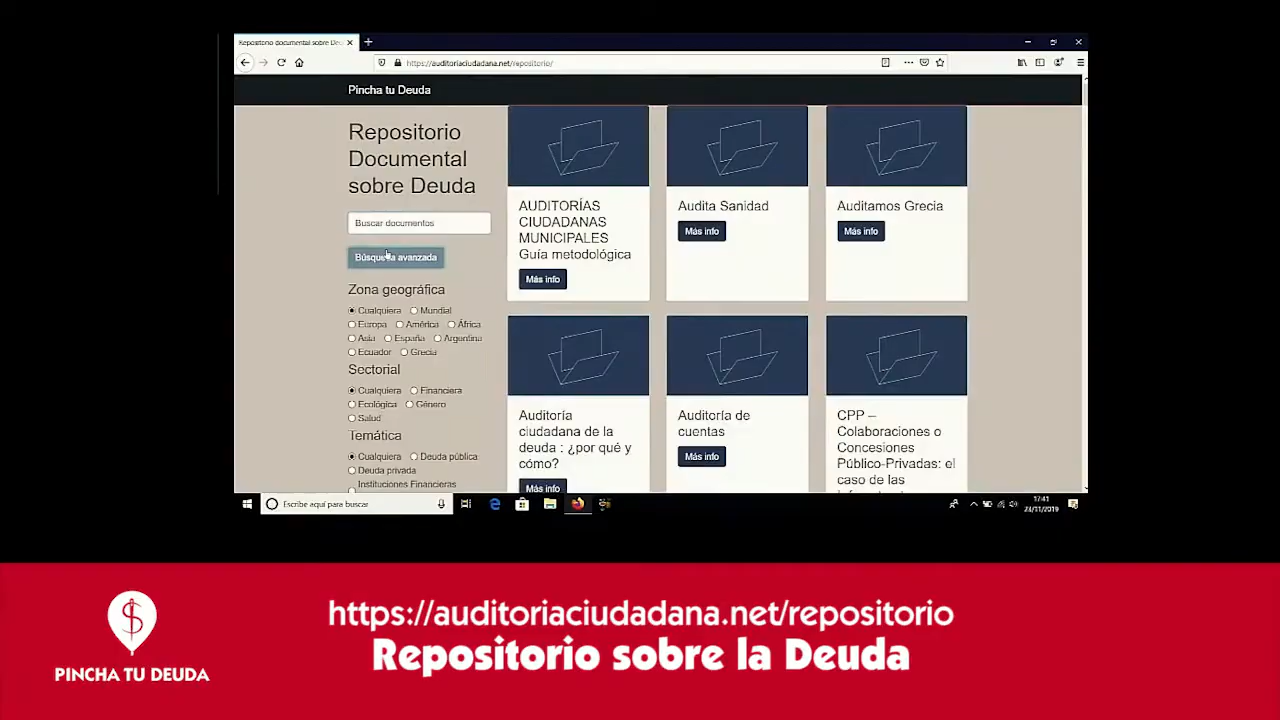 Repositorio documental sobre Deu
https://auditoriaciudadana.net/repositorio/
Pincha tu Deuda
Repositorio
Documental
sobre Deuda
Buscar documentos
Búsqueda avanzada
Zona geográfica
Cualquiera Mundial
Europa América África
Asia España Argentina
Ecuador Grecia
Sectorial
Cualquiera Financiera
Ecológica Género
Salud
Temática
Cualquiera Deuda pública
Deuda privada
Instituciones Financieras
AUDITORÍAS
CIUDADANAS
MUNICIPALES
Guía metodológica
Más info
Audita Sanidad
Más info
Auditamos Grecia
Más info
Auditoría
ciudadana de la
deuda : ¿por qué y
cómo?
Más info
Auditoría de
cuentas
Más info
CPP –
Colaboraciones o
Concesiones
Público-Privadas: el
caso de las
Escribe aquí para buscar
17:41
23/11/2019
https://auditoriaciudadana.net/repositorio
Repositorio sobre la Deuda
PINCHA TU DEUDA